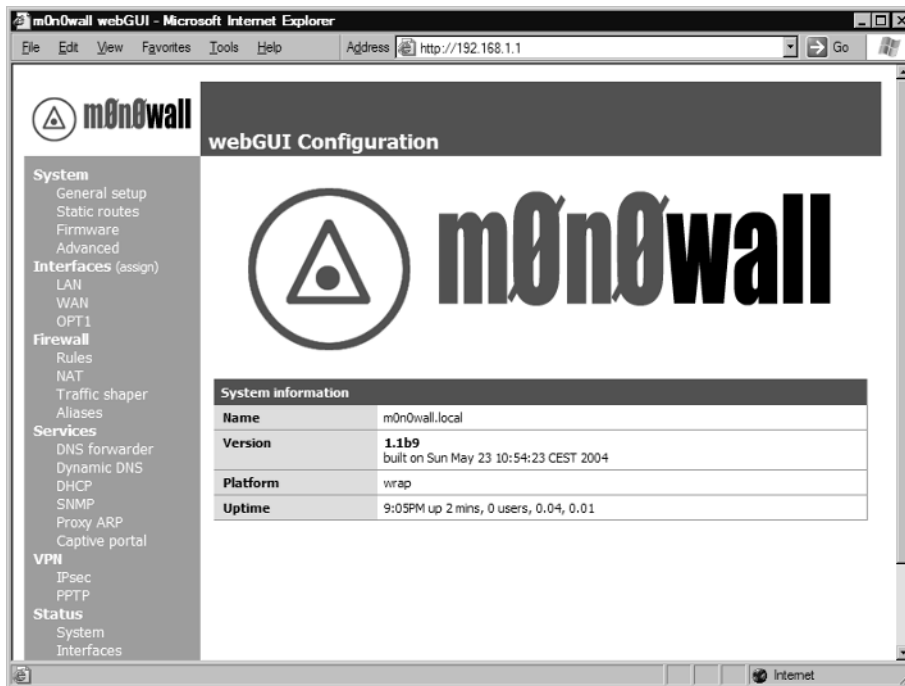 m0n0wall webGUI - Microsoft Internet Explorer
File Edit View Favorites Tools Help Address http://192.168.1.1 Go
m0n0wall
webGUI Configuration
System
General setup
Static routes
Firmware
Advanced
Interfaces (assign)
LAN
WAN
OPT1
Firewall
Rules
NAT
Traffic shaper
Aliases
Services
DNS forwarder
Dynamic DNS
DHCP
SNMP
Proxy ARP
Captive portal
VPN
IPsec
PPTP
Status
System
Interfaces
m0n0wall
System information
Name m0n0wall.local
Version 1.1b9
built on Sun May 23 10:54:23 CEST 2004
Platform wrap
Uptime 9:05PM up 2 mins, 0 users, 0.04, 0.01
Internet